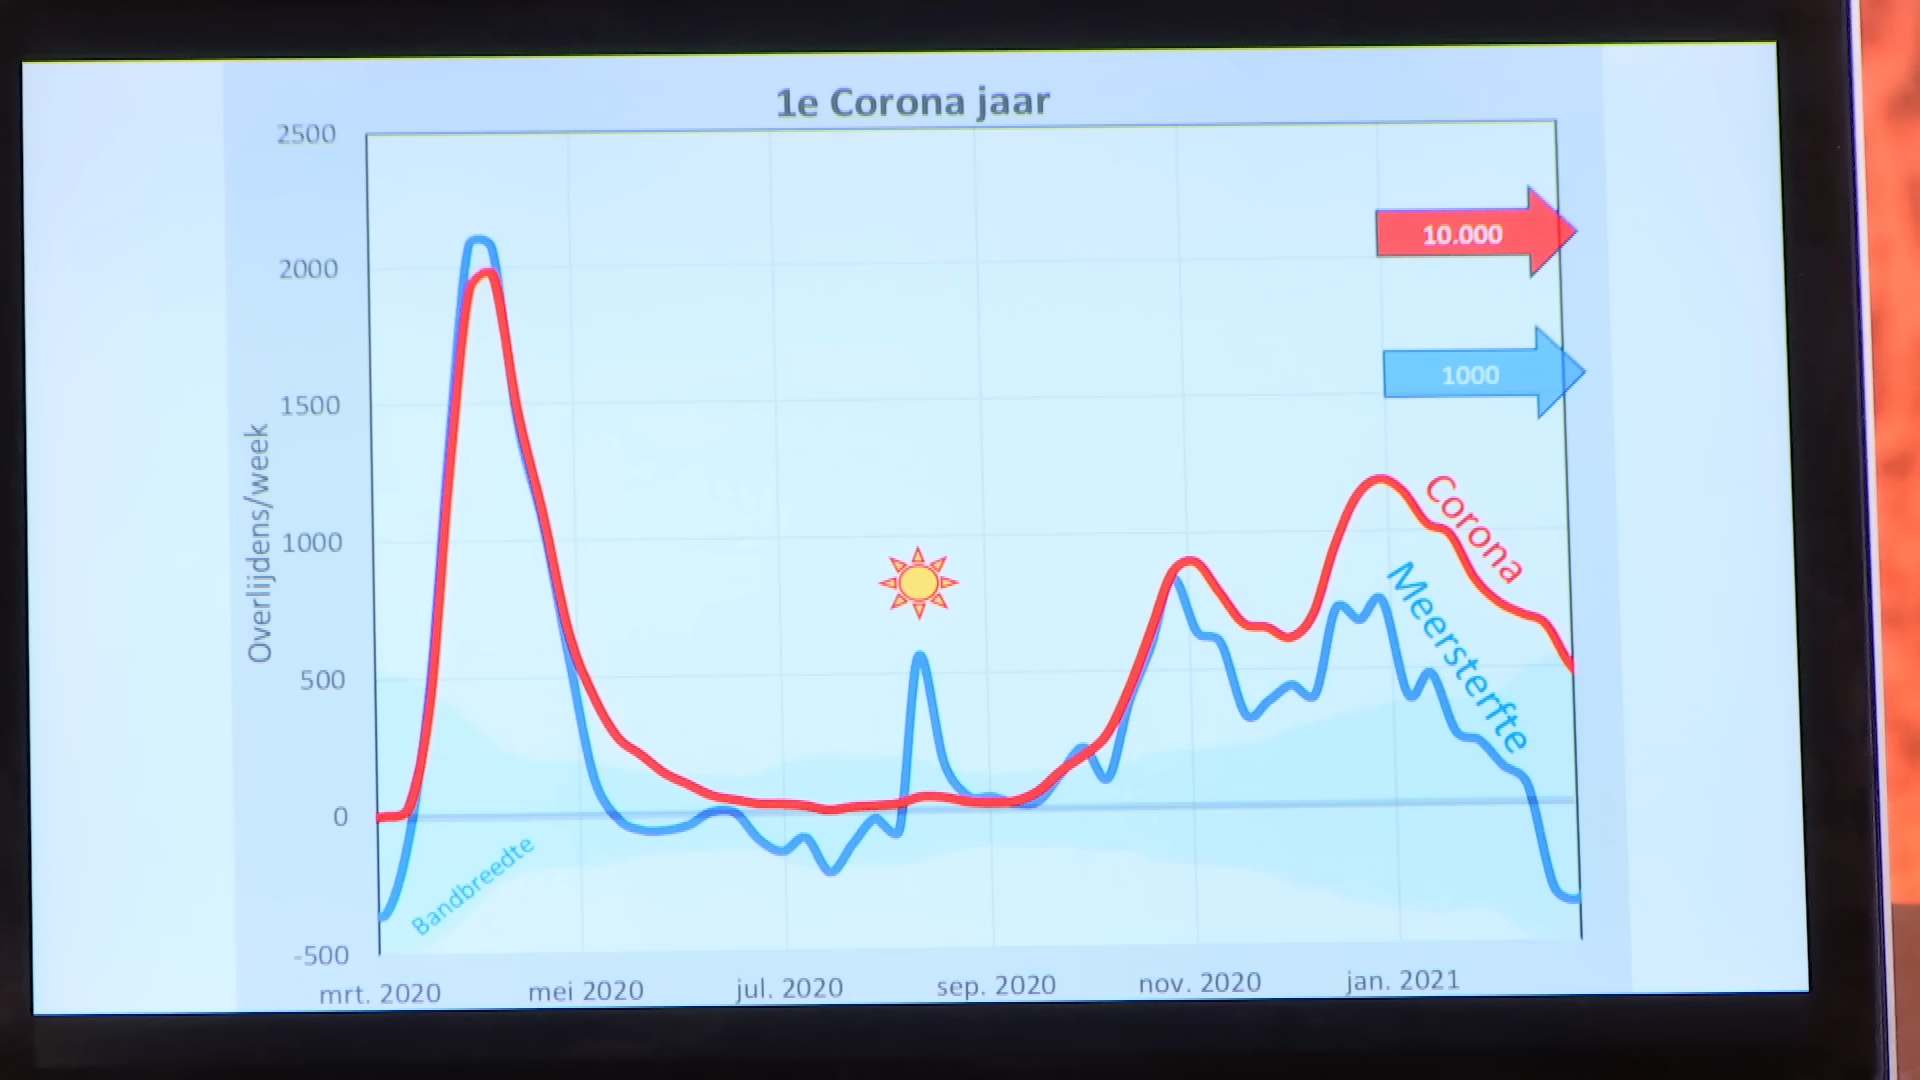 1e Corona jaar
2500
2000
1500
1000
500
0
-500
Overlijdens/week
10.000
1000
Corona
Meersterfte
Bandbreedte
mrt. 2020
mei 2020
jul. 2020
sep. 2020
nov. 2020
jan. 2021